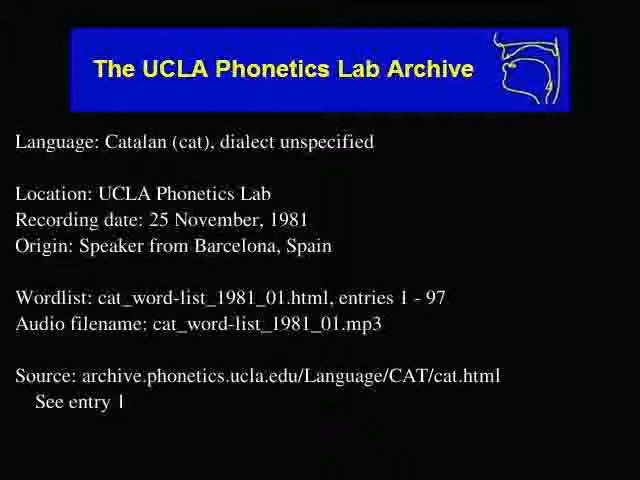 The UCLA Phonetics Lab Archive
Language: Catalan (cat), dialect unspecified
Location: UCLA Phonetics Lab
Recording date: 25 November, 1981
Origin: Speaker from Barcelona, Spain
Wordlist: cat_word-list_1981_01.html, entries 1 - 97
Audio filename: cat_word-list_1981_01.mp3
Source: archive.phonetics.ucla.edu/Language/CAT/cat.html
See entry 1